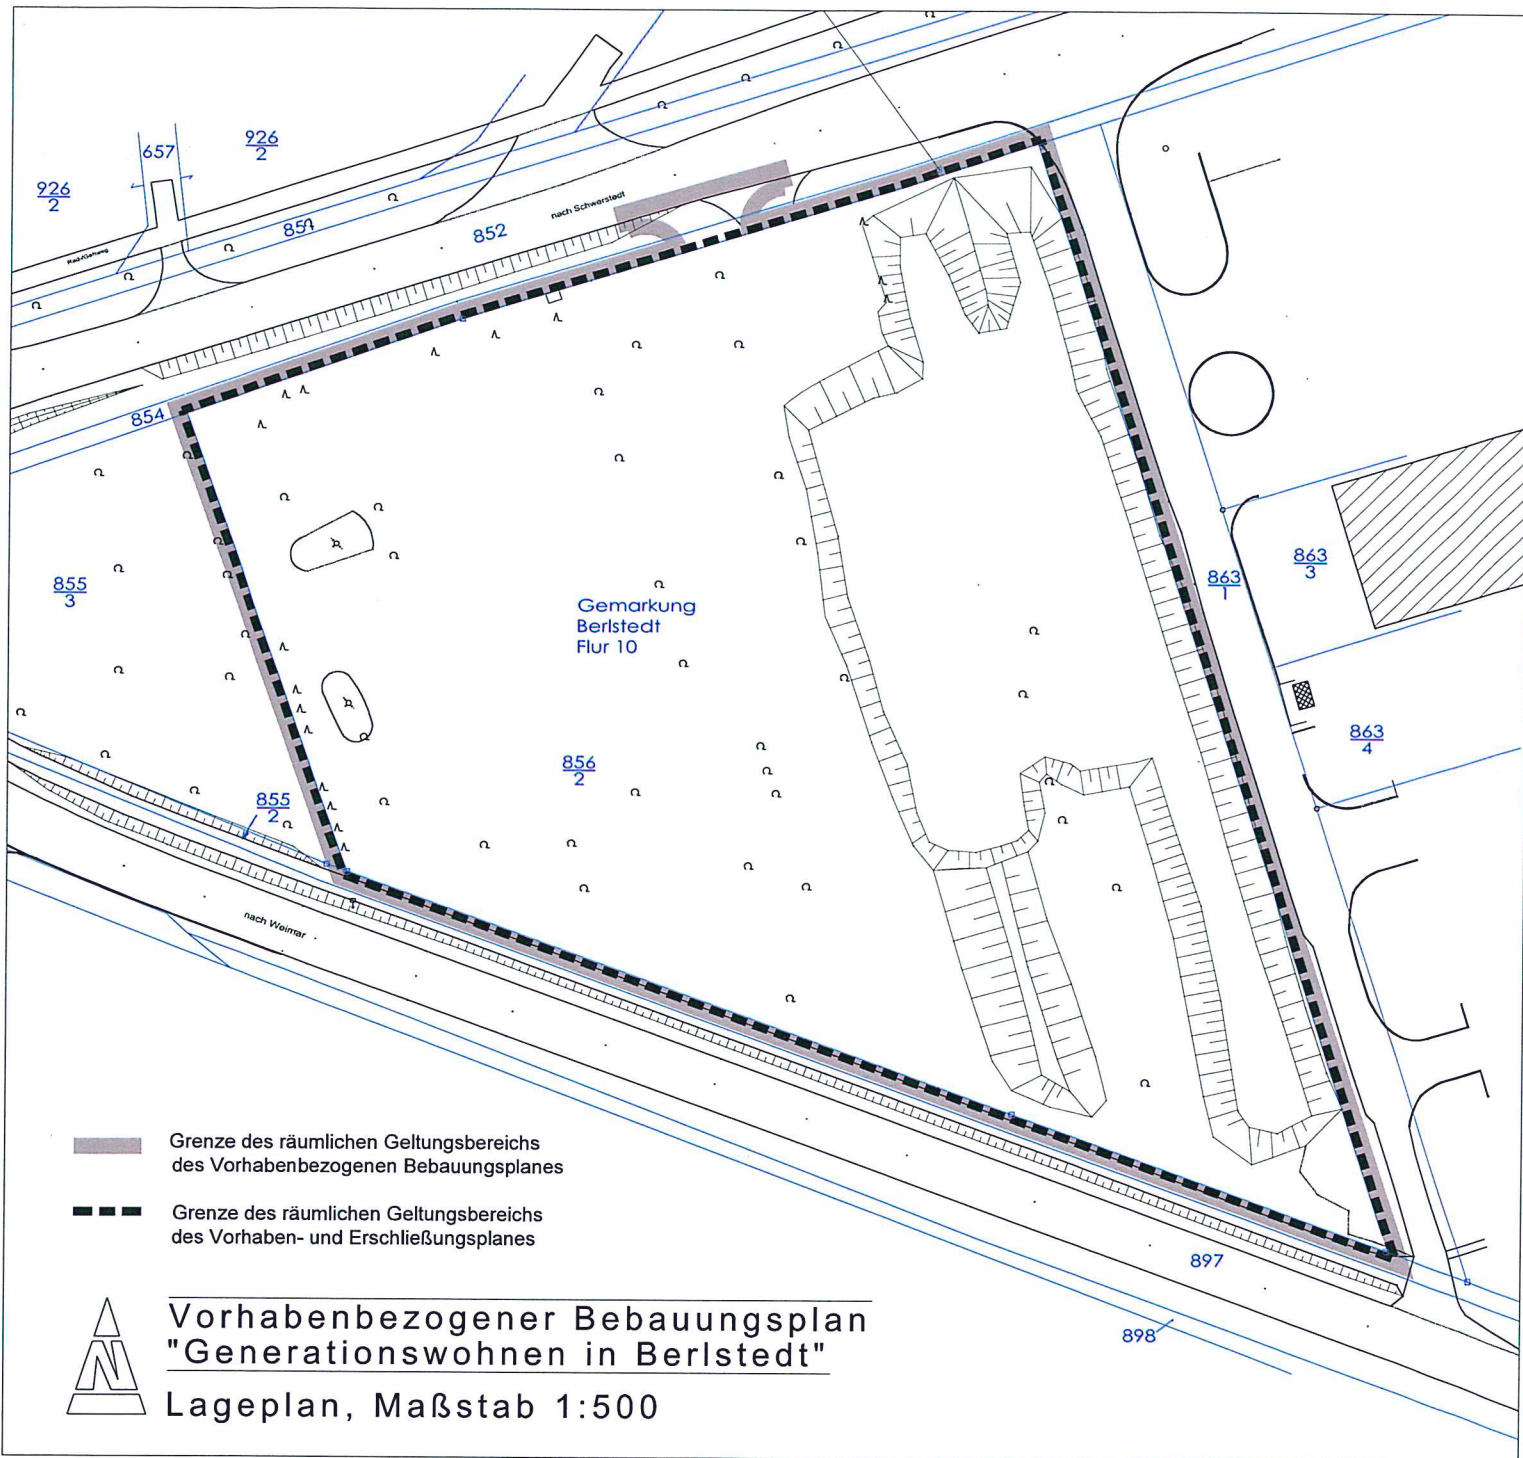 926
2
657
926
2
Rad-/Gehweg
857
852
nach Schwerstedt
854
855
3
Gemarkung
Berlstedt
Flur 10
863
1
863
3
863
4
856
2
855
2
nach Weimar
897
898
Grenze des räumlichen Geltungsbereichs
des Vorhabenbezogenen Bebauungsplanes
Grenze des räumlichen Geltungsbereichs
des Vorhaben- und Erschließungsplanes
N
Vorhabenbezogener Bebauungsplan
"Generationswohnen in Berlstedt"
Lageplan, Maßstab 1:500